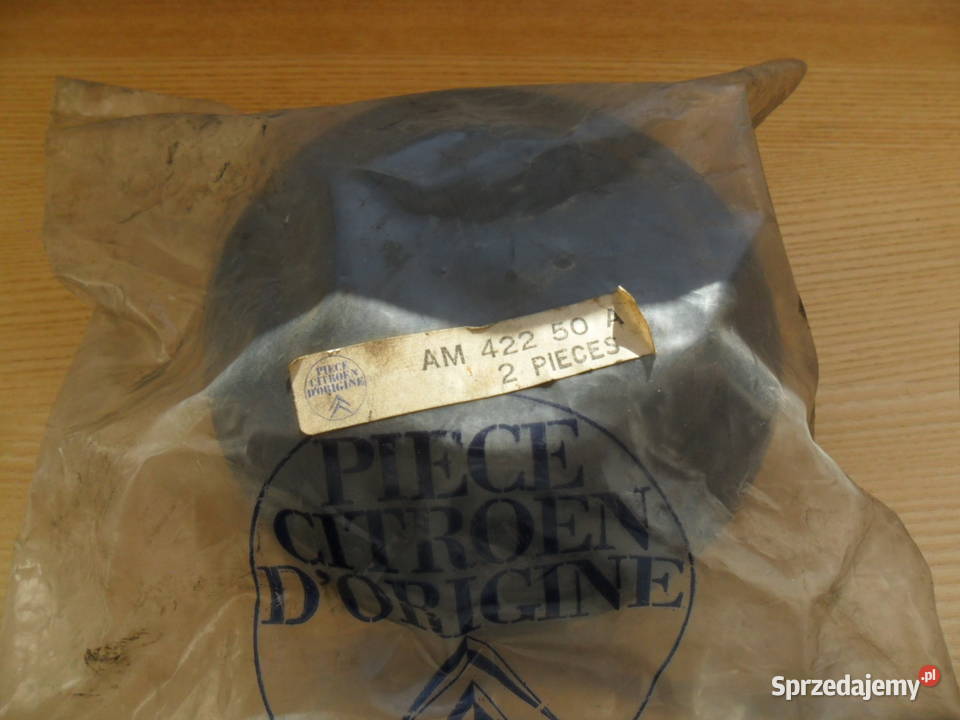 AM 422 50 A
2 PIECES
PIECE
CITROEN
D'ORIGINE
PIECE
CITROEN
D'ORIGINE
Sprzedajemy.pl